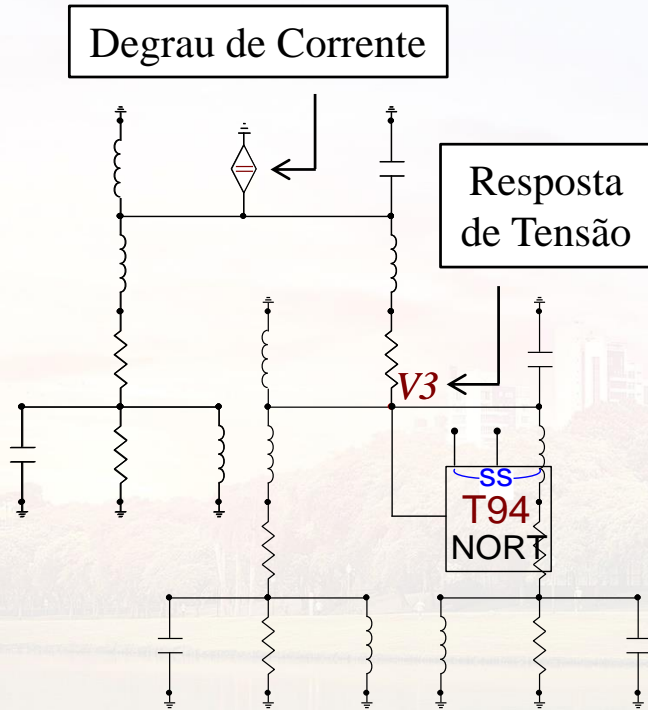 Degrau de Corrente
Resposta
de Tensão
V3
SS
T94
NORT